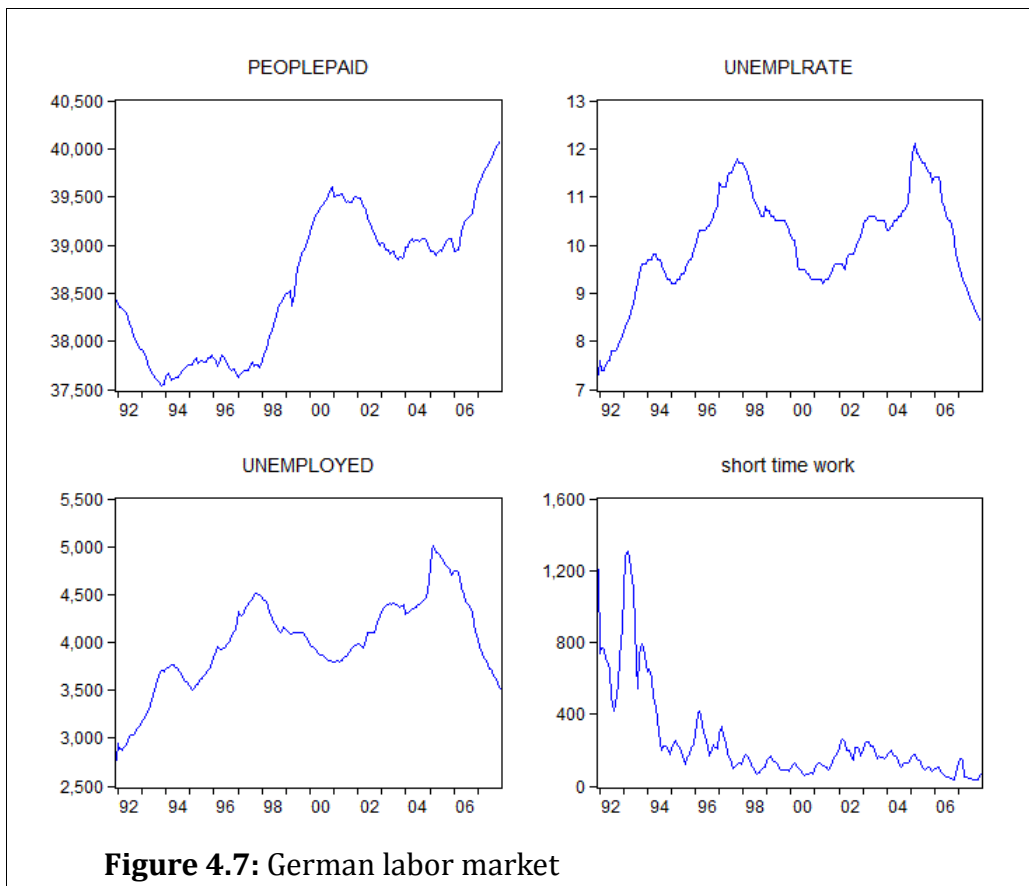 PEOPLEPAID
40,500
40,000
39,500
39,000
38,500
38,000
37,500
92 94 96 98 00 02 04 06
UNEMPLRATE
13
12
11
10
9
8
7
92 94 96 98 00 02 04 06
UNEMPLOYED
5,500
5,000
4,500
4,000
3,500
3,000
2,500
92 94 96 98 00 02 04 06
short time work
1,600
1,200
800
400
0
92 94 96 98 00 02 04 06
Figure 4.7: German labor market